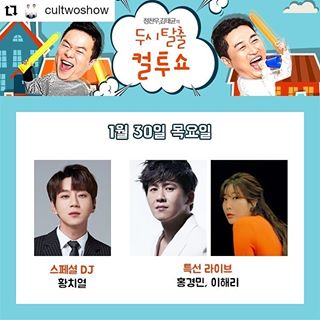 cultwoshow
정찬우,김태균의
두시탈출
컬투쇼
1월 30일 목요일
스페셜 DJ
황치열
특선 라이브
홍경민, 이해리